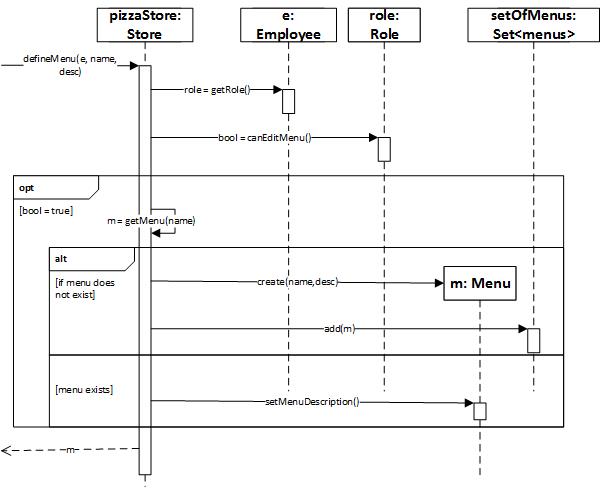 pizzaStore:
Store
e:
Employee
role:
Role
setOfMenus:
Set<menus>
defineMenu(e, name,
desc)
role = getRole()
bool = canEditMenu()
opt
[bool = true]
m= getMenu(name)
alt
[if menu does
not exist]
create(name,desc)
m: Menu
add(m)
[menu exists]
setMenuDescription()
m